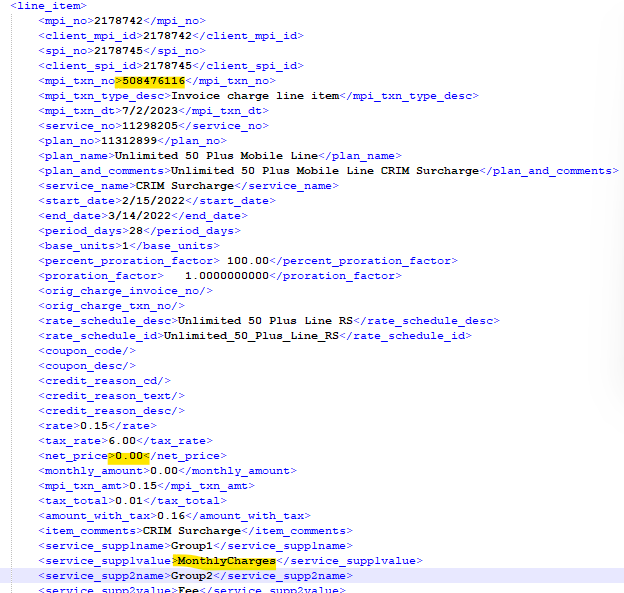 <line_item>
<mpi_no>2178742</mpi_no>
<client_mpi_id>2178742</client_mpi_id>
<spi_no>2178745</spi_no>
<client_spi_id>2178745</client_spi_id>
<mpi_txn_no>508476116</mpi_txn_no>
<mpi_txn_type_desc>Invoice charge line item</mpi_txn_type_desc>
<mpi_txn_dt>7/2/2023</mpi_txn_dt>
<service_no>11298205</service_no>
<plan_no>11312899</plan_no>
<plan_name>Unlimited 50 Plus Mobile Line</plan_name>
<plan_and_comments>Unlimited 50 Plus Mobile Line CRIM Surcharge</plan_and_comments>
<service_name>CRIM Surcharge</service_name>
<start_date>2/15/2022</start_date>
<end_date>3/14/2022</end_date>
<period_days>28</period_days>
<base_units>1</base_units>
<percent_proration_factor> 100.00</percent_proration_factor>
<proration_factor>   1.0000000000</proration_factor>
<orig_charge_invoice_no/>
<orig_charge_txn_no/>
<rate_schedule_desc>Unlimited 50 Plus Line RS</rate_schedule_desc>
<rate_schedule_id>Unlimited_50_Plus_Line_RS</rate_schedule_id>
<coupon_code/>
<coupon_desc/>
<credit_reason_cd/>
<credit_reason_text/>
<credit_reason_desc/>
<rate>0.15</rate>
<tax_rate>6.00</tax_rate>
<net_price>0.00</net_price>
<monthly_amount>0.00</monthly_amount>
<mpi_txn_amt>0.15</mpi_txn_amt>
<tax_total>0.01</tax_total>
<amount_with_tax>0.16</amount_with_tax>
<item_comments>CRIM Surcharge</item_comments>
<service_supp1name>Group1</service_supp1name>
<service_supp1value>MonthlyCharges</service_supp1value>
<service_supp2name>Group2</service_supp2name>
<service_supp2value>Fee</service_supp2value>